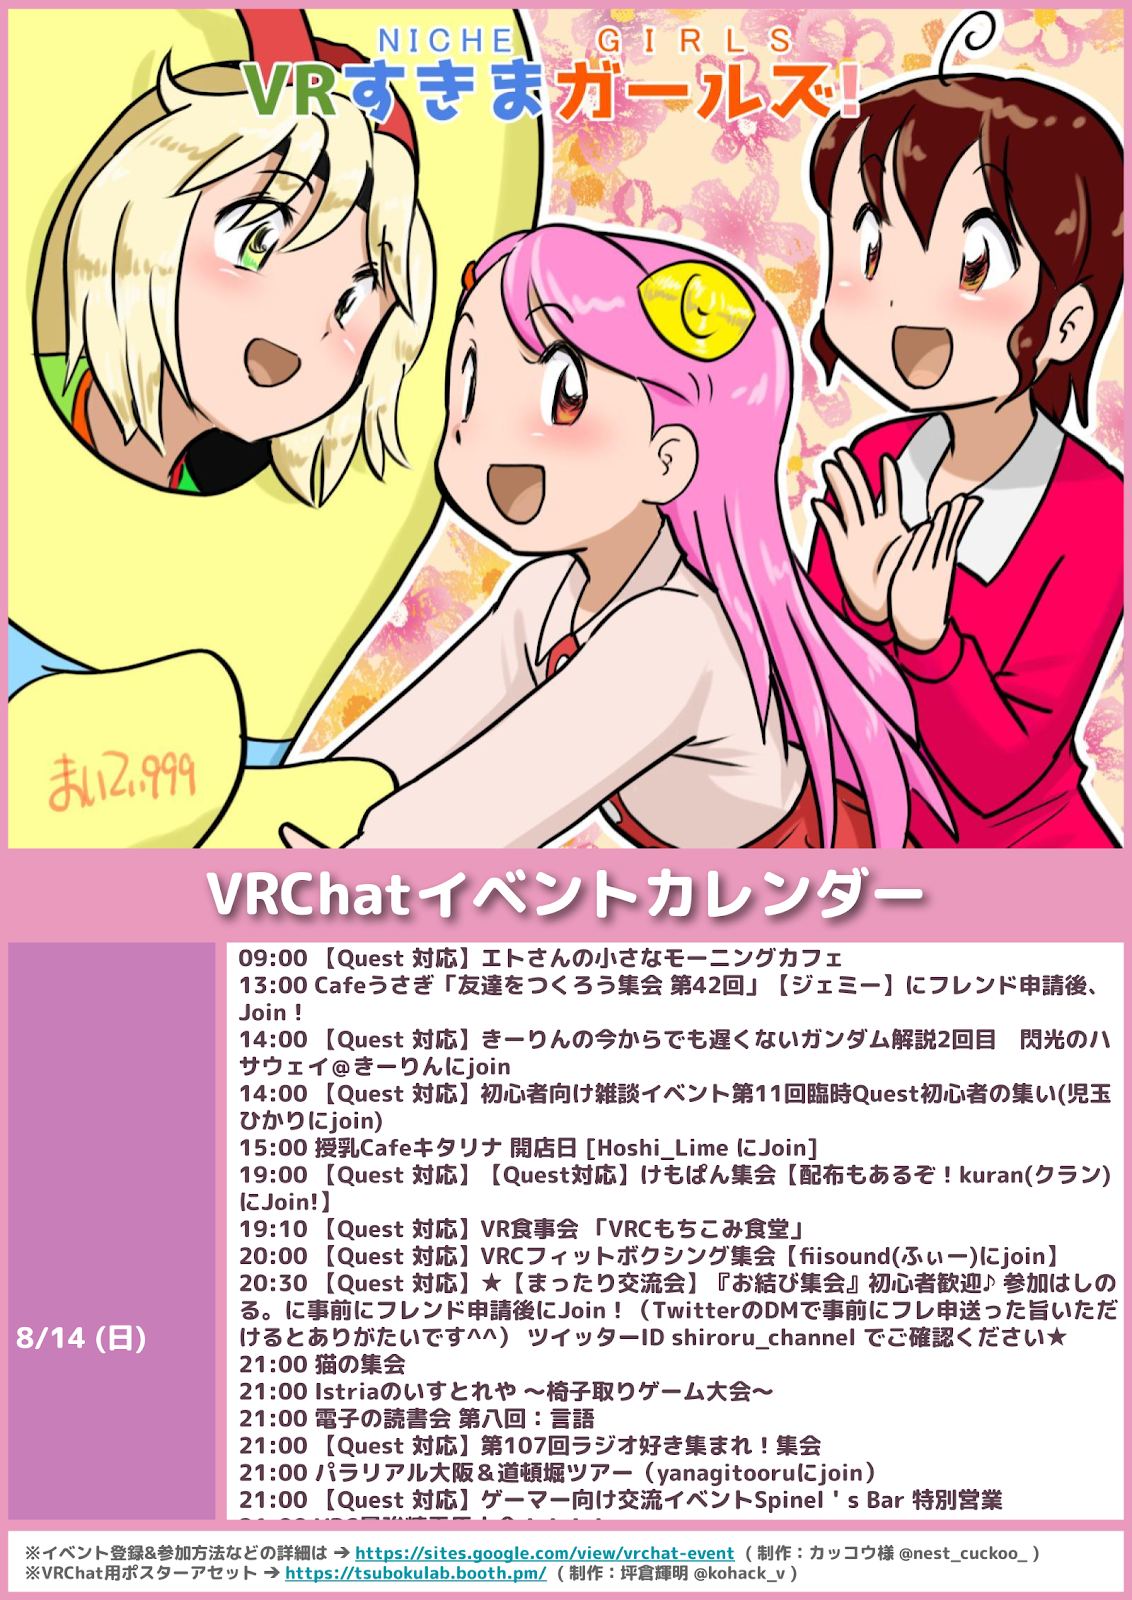 NICHE GIRLS
VRすきまガールズ!
まいてぃ999
VRChatイベントカレンダー
8/14 (日)
09:00 【Quest 対応】エトさんの小さなモーニングカフェ
13:00 Cafeうさぎ「友達をつくろう集会 第42回」【ジェミー】にフレンド申請後、
Join！
14:00 【Quest 対応】きーりんの今からでも遅くないガンダム解説2回目　閃光のハ
サウェイ＠きーりんにjoin
14:00 【Quest 対応】初心者向け雑談イベント第11回臨時Quest初心者の集い(児玉
ひかりにjoin)
15:00 授乳Cafeキタリナ 開店日 [Hoshi_Lime にJoin]
19:00 【Quest 対応】【Quest対応】けもぱん集会【配布もあるぞ！kuran(クラン)
にJoin!】
19:10 【Quest 対応】VR食事会 「VRCもちこみ食堂」
20:00 【Quest 対応】VRCフィットボクシング集会【fiisound(ふぃー)にjoin】
20:30 【Quest 対応】★【まったり交流会】『お結び集会』初心者歓迎♪ 参加はしの
る。に事前にフレンド申請後にJoin！（TwitterのDMで事前にフレ申送った旨いただ
けるとありがたいです^^） ツイッターID shiroru_channel でご確認ください★
21:00 猫の集会
21:00 Istriaのいすとれや ～椅子取りゲーム大会～
21:00 電子の読書会 第八回：言語
21:00 【Quest 対応】第107回ラジオ好き集まれ！集会
21:00 パラリアル大阪＆道頓堀ツアー（yanagitooruにjoin）
21:00 【Quest 対応】ゲーマー向け交流イベントSpinel＇s Bar 特別営業
※イベント登録&参加方法などの詳細は ➔ https://sites.google.com/view/vrchat-event ( 制作：カッコウ様 @nest_cuckoo_ )
※VRChat用ポスターアセット ➔ https://tsubokulab.booth.pm/ ( 制作：坪倉輝明 @kohack_v )